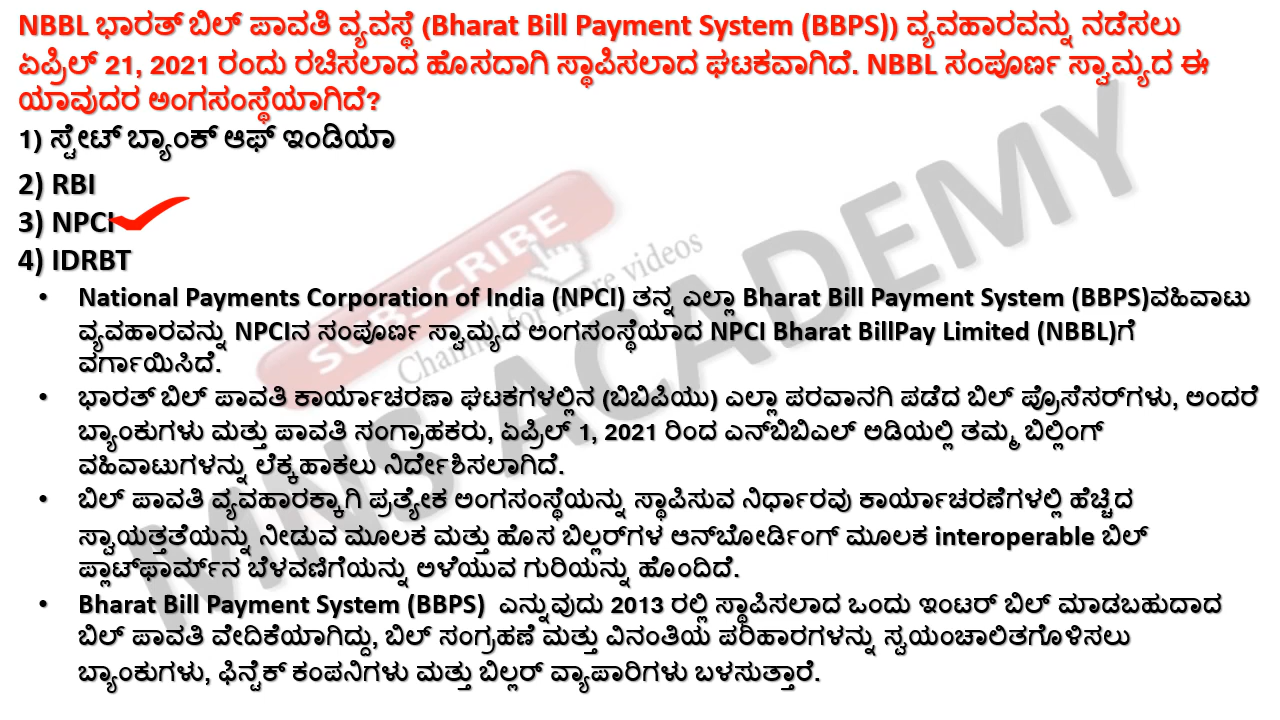 NBBL ಭಾರತ್ ಬಿಲ್ ಪಾವತಿ ವ್ಯವಸ್ಥೆ (Bharat Bill Payment System (BBPS)) ವ್ಯವಹಾರವನ್ನು ನಡೆಸಲು
ಏಪ್ರಿಲ್ 21, 2021 ರಂದು ರಚಿಸಲಾದ ಹೊಸದಾಗಿ ಸ್ಥಾಪಿಸಲಾದ ಘಟಕವಾಗಿದೆ. NBBL ಸಂಪೂರ್ಣ ಸ್ವಾಮ್ಯದ ಈ
ಯಾವುದರ ಅಂಗಸಂಸ್ಥೆಯಾಗಿದೆ?
1) ಸ್ಟೇಟ್ ಬ್ಯಾಂಕ್ ಆಫ್ ಇಂಡಿಯಾ
2) RBI
3) NPCI
4) IDRBT
• National Payments Corporation of India (NPCI) ತನ್ನ ಎಲ್ಲಾ Bharat Bill Payment System (BBPS)ವಹಿವಾಟು
ವ್ಯವಹಾರವನ್ನು NPCIನ ಸಂಪೂರ್ಣ ಸ್ವಾಮ್ಯದ ಅಂಗಸಂಸ್ಥೆಯಾದ NPCI Bharat BillPay Limited (NBBL)ಗೆ
ವರ್ಗಾಯಿಸಿದೆ.
• ಭಾರತ್ ಬಿಲ್ ಪಾವತಿ ಕಾರ್ಯಾಚರಣಾ ಘಟಕಗಳಲ್ಲಿನ (ಬಿಬಿಪಿಯು) ಎಲ್ಲಾ ಪರವಾನಗಿ ಪಡೆದ ಬಿಲ್ ಪ್ರೊಸೆಸರ್‌ಗಳು, ಅಂದರೆ
ಬ್ಯಾಂಕುಗಳು ಮತ್ತು ಪಾವತಿ ಸಂಗ್ರಾಹಕರು, ಏಪ್ರಿಲ್ 1, 2021 ರಿಂದ ಎನ್‌ಬಿಬಿಎಲ್ ಅಡಿಯಲ್ಲಿ ತಮ್ಮ ಬಿಲ್ಲಿಂಗ್
ವಹಿವಾಟುಗಳನ್ನು ಲೆಕ್ಕಹಾಕಲು ನಿರ್ದೇಶಿಸಲಾಗಿದೆ.
• ಬಿಲ್ ಪಾವತಿ ವ್ಯವಹಾರಕ್ಕಾಗಿ ಪ್ರತ್ಯೇಕ ಅಂಗಸಂಸ್ಥೆಯನ್ನು ಸ್ಥಾಪಿಸುವ ನಿರ್ಧಾರವು ಕಾರ್ಯಾಚರಣೆಗಳಲ್ಲಿ ಹೆಚ್ಚಿದ
ಸ್ವಾಯತ್ತತೆಯನ್ನು ನೀಡುವ ಮೂಲಕ ಮತ್ತು ಹೊಸ ಬಿಲ್ಲರ್‌ಗಳ ಆನ್‌ಬೋರ್ಡಿಂಗ್ ಮೂಲಕ interoperable ಬಿಲ್
ಪ್ಲಾಟ್‌ಫಾರ್ಮ್‌ನ ಬೆಳವಣಿಗೆಯನ್ನು ಅಳೆಯುವ ಗುರಿಯನ್ನು ಹೊಂದಿದೆ.
• Bharat Bill Payment System (BBPS) ಎನ್ನುವುದು 2013 ರಲ್ಲಿ ಸ್ಥಾಪಿಸಲಾದ ಒಂದು ಇಂಟರ್ ಬಿಲ್ ಮಾಡಬಹುದಾದ
ಬಿಲ್ ಪಾವತಿ ವೇದಿಕೆಯಾಗಿದ್ದು, ಬಿಲ್ ಸಂಗ್ರಹಣೆ ಮತ್ತು ವಿನಂತಿಯ ಪರಿಹಾರಗಳನ್ನು ಸ್ವಯಂಚಾಲಿತಗೊಳಿಸಲು
ಬ್ಯಾಂಕುಗಳು, ಫಿನ್ಟೆಕ್ ಕಂಪನಿಗಳು ಮತ್ತು ಬಿಲ್ಲರ್ ವ್ಯಾಪಾರಿಗಳು ಬಳಸುತ್ತಾರೆ.
SUBSCRIBE
Channel for more videos
MNS ACADEMY